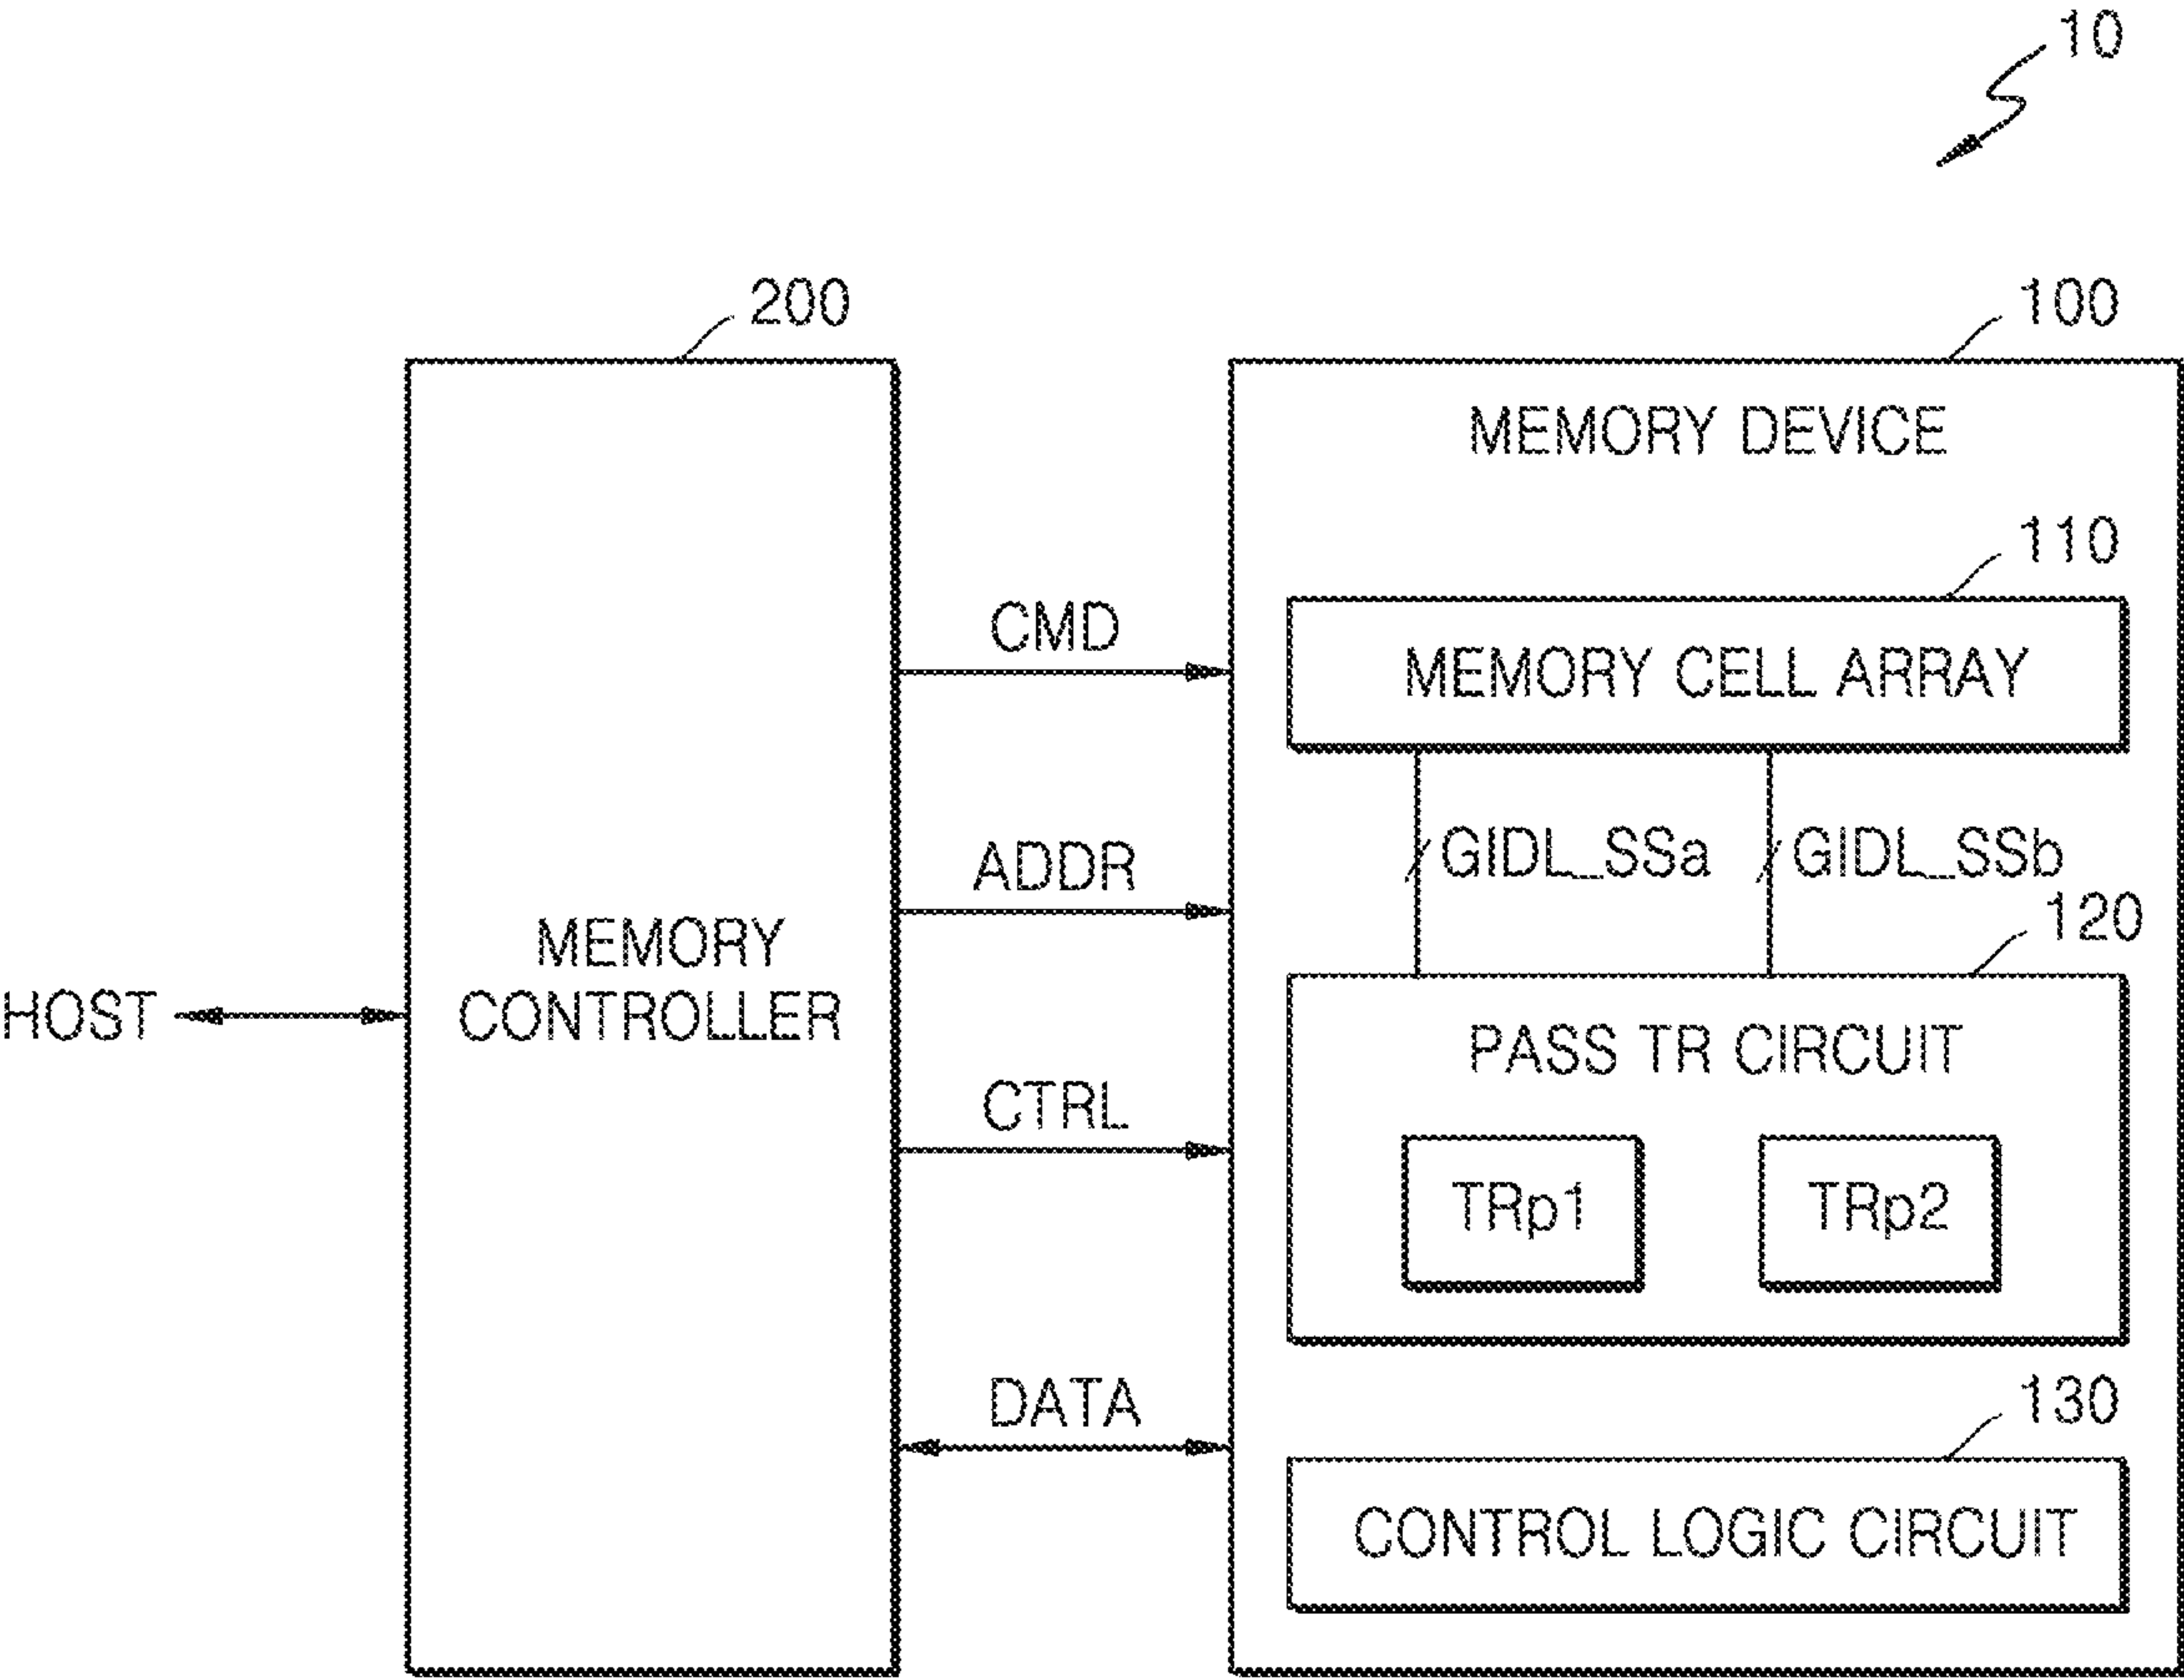 10
200
100
MEMORY DEVICE
110
CMD
MEMORY CELL ARRAY
ADDR
GIDL_SSa
GIDL_SSb
120
MEMORY
CONTROLLER
HOST
PASS TR CIRCUIT
CTRL
TRp1
TRp2
DATA
130
CONTROL LOGIC CIRCUIT